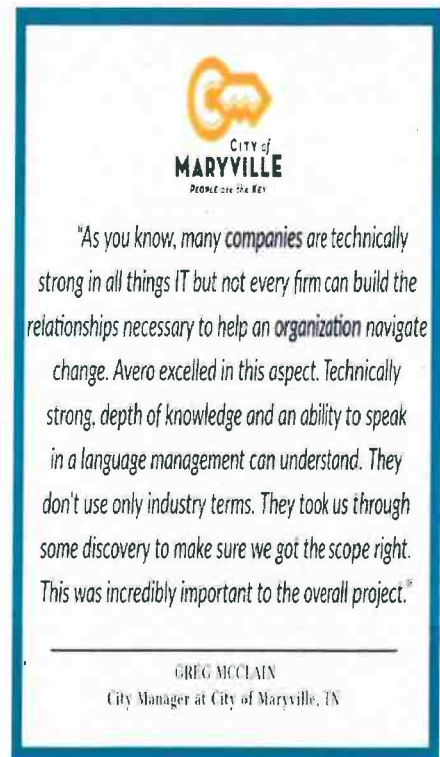 CITY of
MARYVILLE
PEOPLE are the KEY
"As you know, many companies are technically
strong in all things IT but not every firm can build the
relationships necessary to help an organization navigate
change. Avero excelled in this aspect. Technically
strong, depth of knowledge and an ability to speak
in a language management can understand. They
don't use only industry terms. They took us through
some discovery to make sure we got the scope right.
This was incredibly important to the overall project."
GREG MCCLAIN
City Manager at City of Maryville, TN